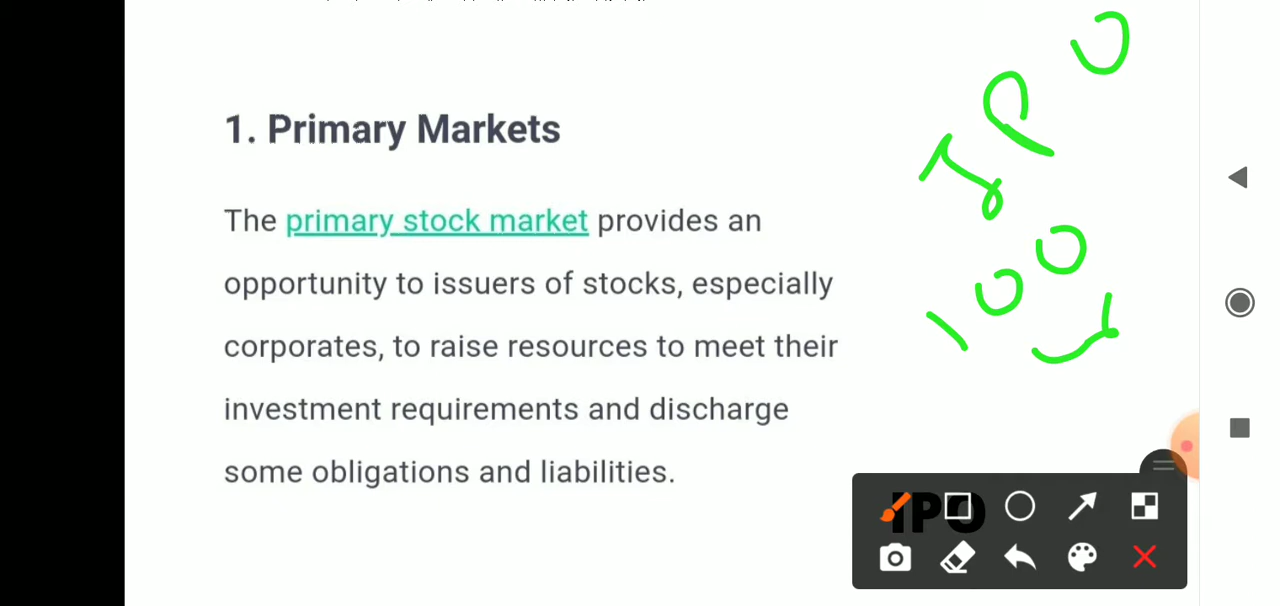 1. Primary Markets
The primary stock market provides an
opportunity to issuers of stocks, especially
corporates, to raise resources to meet their
investment requirements and discharge
some obligations and liabilities.
IPO
100
IPO